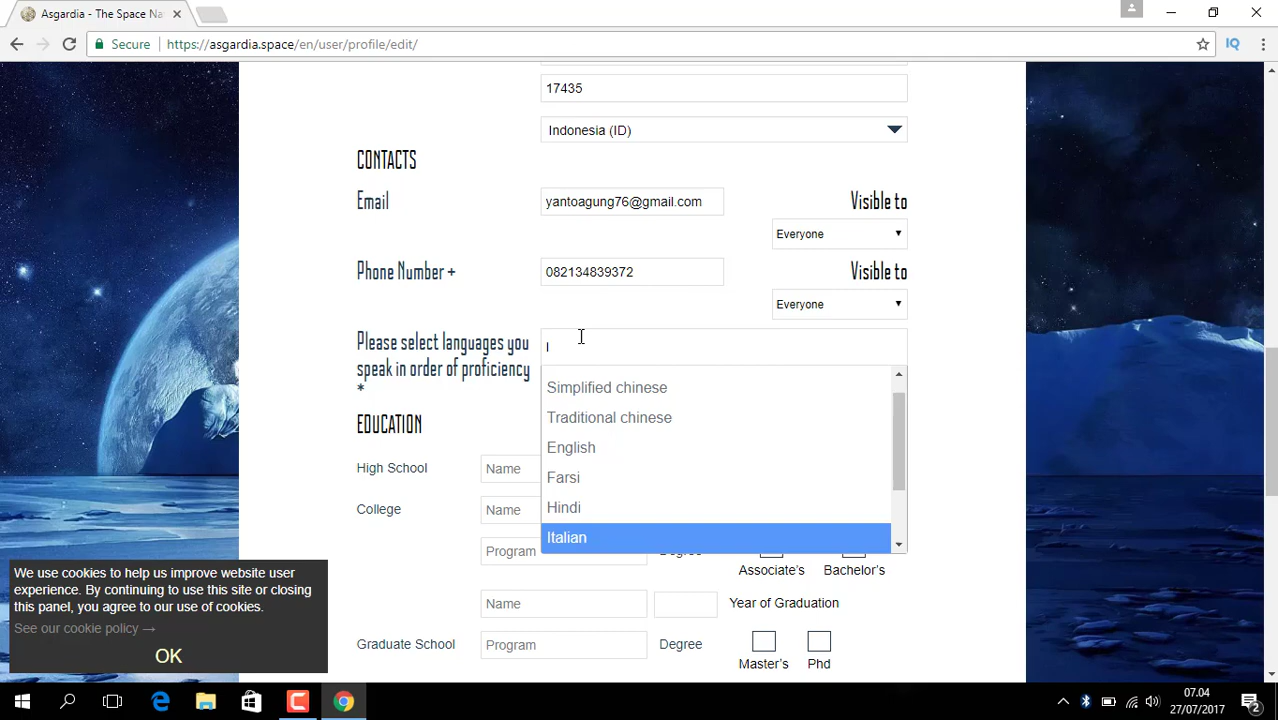 Asgardia - The Space Na
Secure
https://asgardia.space/en/user/profile/edit/
17435
Indonesia (ID)
CONTACTS
Email
yantoagung76@gmail.com
Visible to
Everyone
Phone Number +
082134839372
Visible to
Everyone
Please select languages you
speak in order of proficiency
*
I
Simplified chinese
Traditional chinese
English
Farsi
Hindi
Italian
EDUCATION
High School
Name
College
Name
Program
Associate's
Bachelor's
Name
Year of Graduation
Graduate School
Program
Degree
Master's
Phd
We use cookies to help us improve website user
experience. By continuing to use this site or closing
this panel, you agree to our use of cookies.
See our cookie policy →
OK
07.04
27/07/2017
2